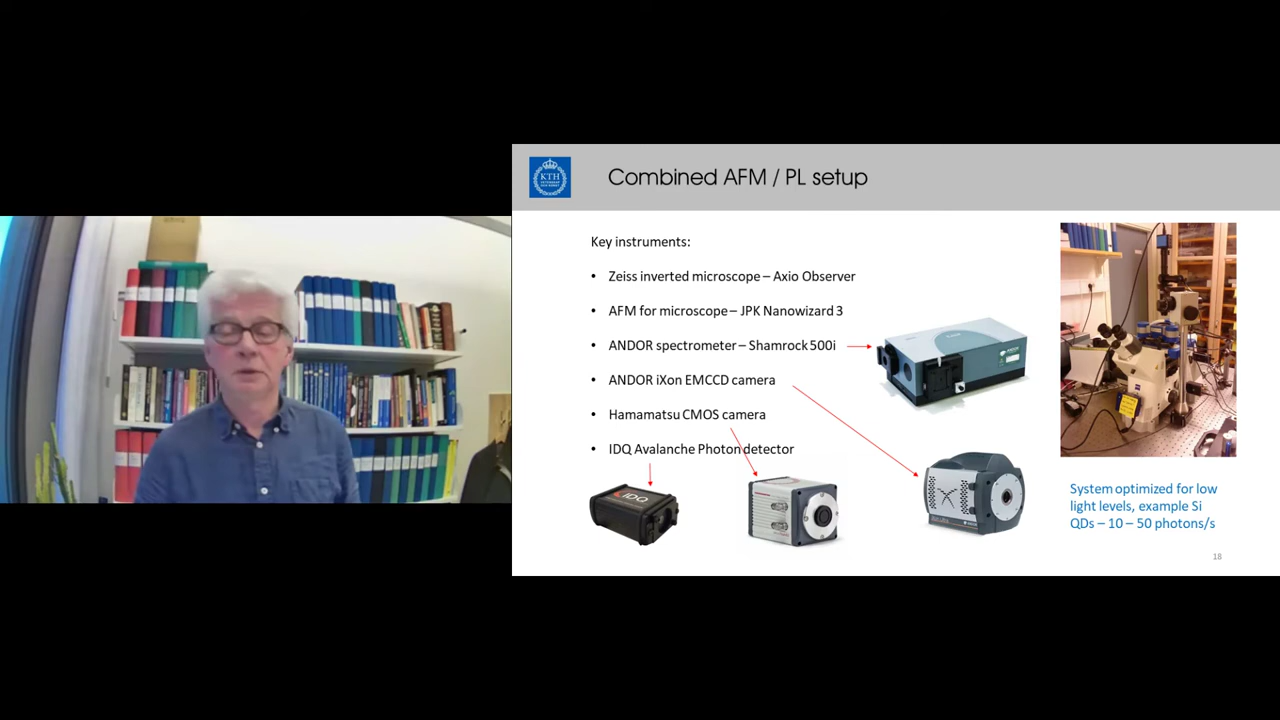 KTH
Combined AFM / PL setup
Key instruments:
• Zeiss inverted microscope – Axio Observer
• AFM for microscope – JPK Nanowizard 3
• ANDOR spectrometer – Shamrock 500i
• ANDOR iXon EMCCD camera
• Hamamatsu CMOS camera
• IDQ Avalanche Photon detector
IDQ
System optimized for low
light levels, example Si
QDs – 10 – 50 photons/s
18